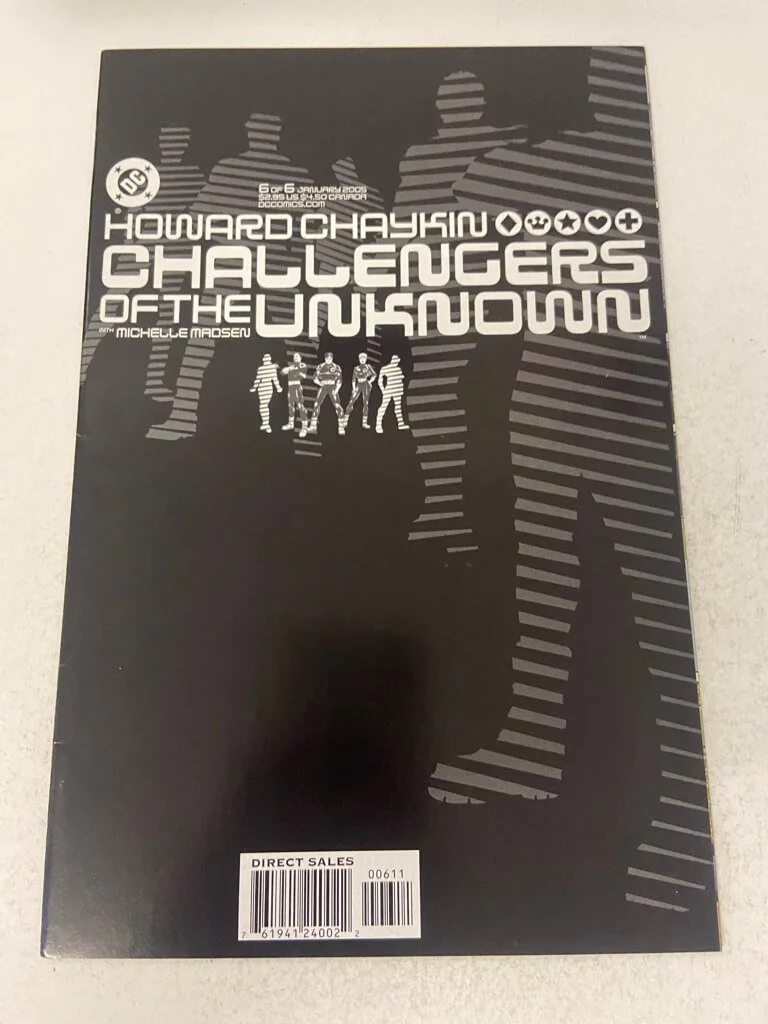 DC
®
6 OF 6 JANUARY 2005
$2.95 US $4.50 CANADA
DCCOMICS.COM
HOWARD CHAYKIN
CHALLENGERS
OF THE UNKNOWN
WITH MICHELLE MADSEN
TM
DIRECT SALES
00611
7 61941 24002 2